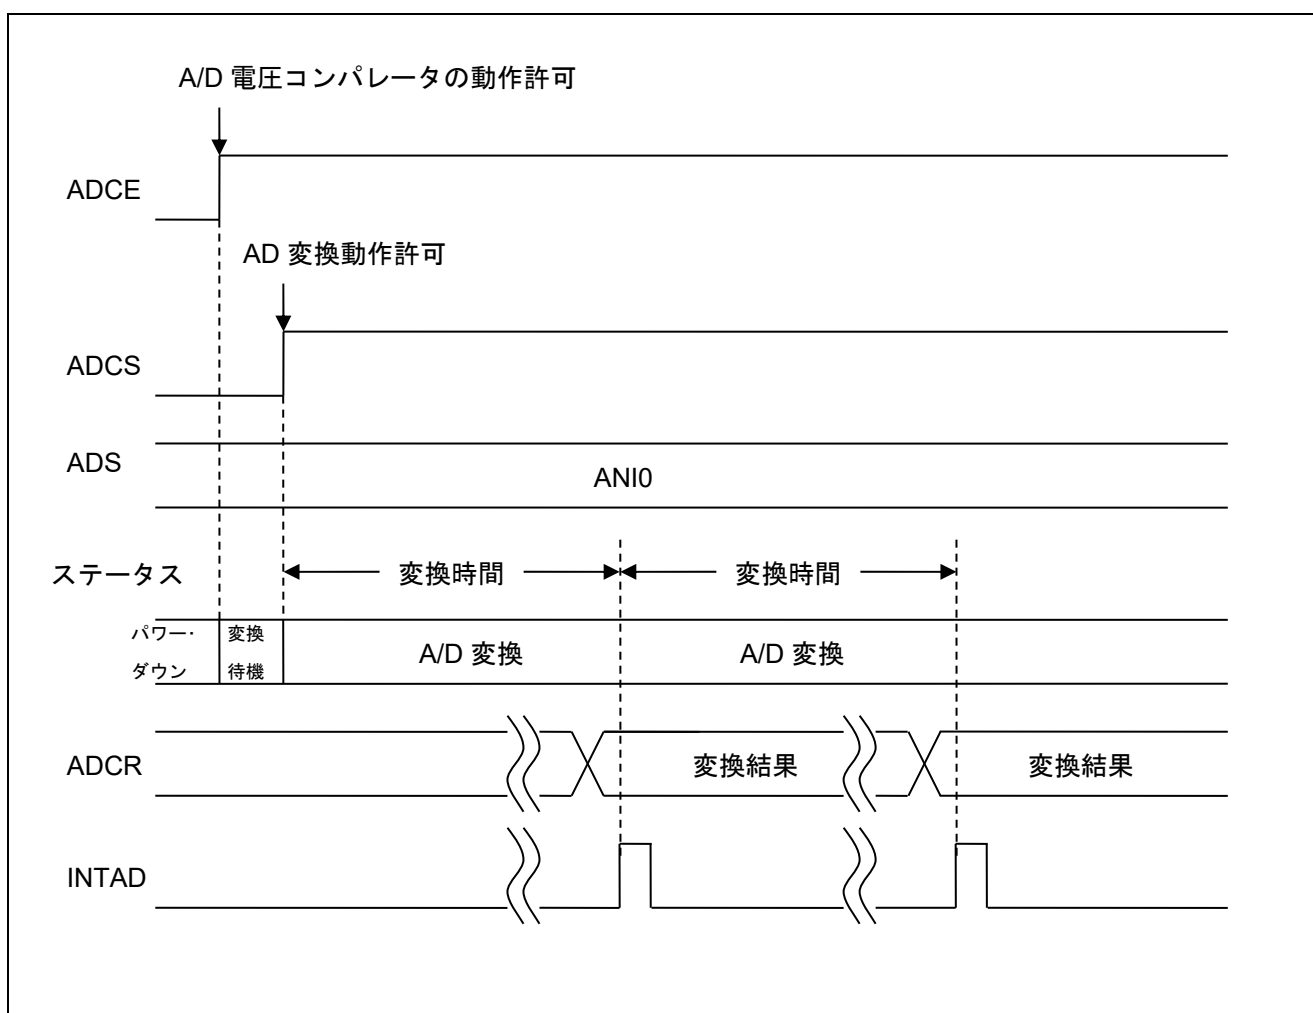 A/D 電圧コンパレータの動作許可
ADCE
AD 変換動作許可
ADCS
ADS
ANI0
ステータス
変換時間
変換時間
パワー・
ダウン
変換
待機
A/D 変換
A/D 変換
ADCR
変換結果
変換結果
INTAD